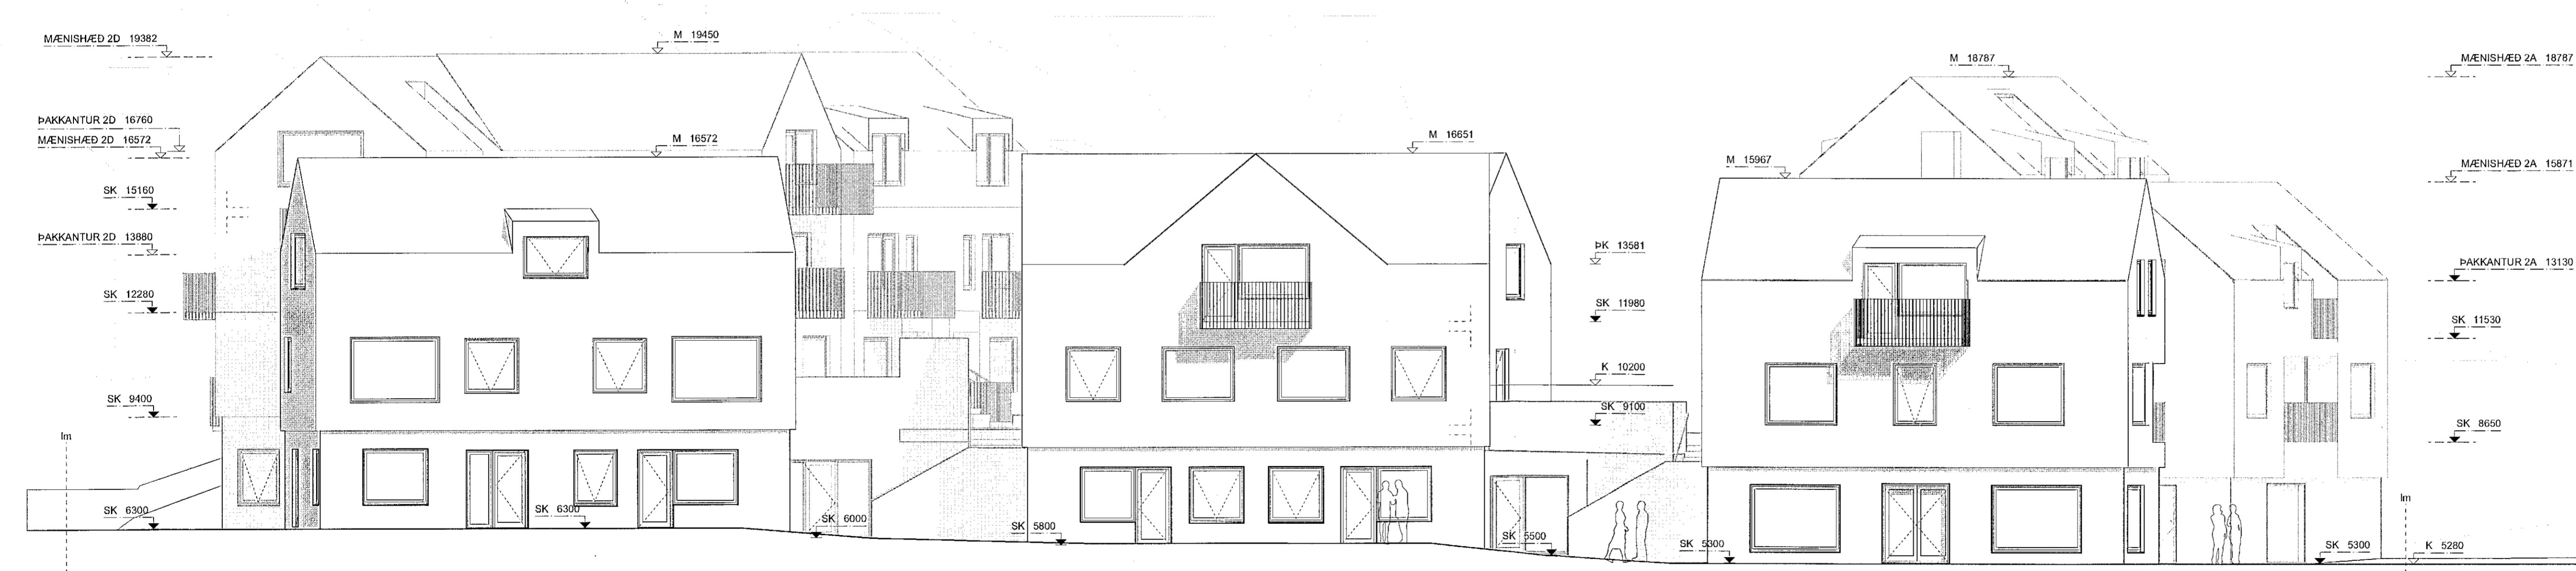 MÆNISHÆÐ 2D 19382
M 19450
M 18787
MÆNISHÆÐ 2A 18787
ÞAKKANTUR 2D 16760
MÆNISHÆÐ 2D 16572
M 16572
M 16651
M 15967
MÆNISHÆÐ 2A 15871
SK 15160
ÞAKKANTUR 2D 13880
ÞK 13581
ÞAKKANTUR 2A 13130
SK 12280
SK 11980
SK 11530
K 10200
SK 9400
SK 9100
SK 8650
lm
lm
SK 6300
SK 6300
SK 6000
SK 5800
SK 5500
SK 5300
SK 5300
K 5280